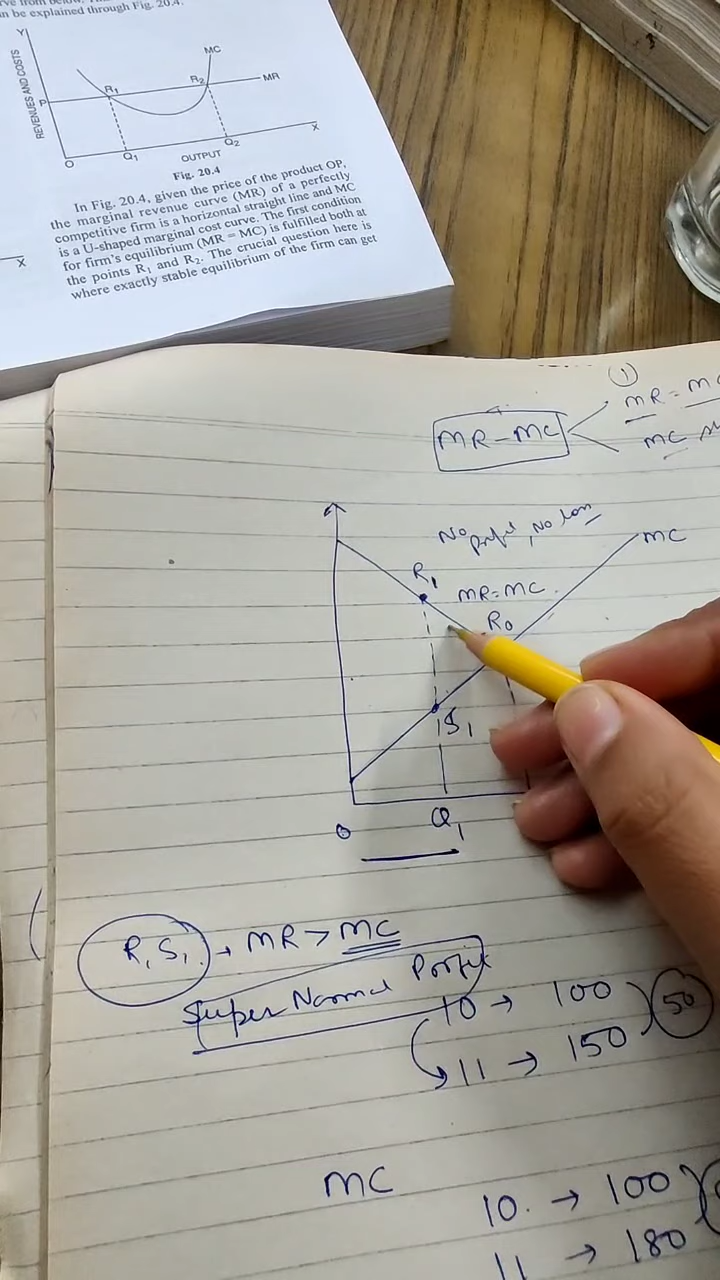 n be explained through Fig. 20.4.
Y
REVENUES AND COSTS
MC
P
R₁
R₂
MR
O
Q₁
Q₂
X
OUTPUT
Fig. 20.4
In Fig. 20.4, given the price of the product OP,
the marginal revenue curve (MR) of a perfectly
competitive firm is a horizontal straight line and MC
is a U-shaped marginal cost curve. The first condition
for firm's equilibrium (MR = MC) is fulfilled both at
the points R₁ and R₂. The crucial question here is
where exactly stable equilibrium of the firm can get
X
①
MR - MC
MR = MC
MC
No profit, No loss
MC
R₁
MR=MC
R₀
S₁
O
Q₁
R₁S₁ → MR > MC
Super Normal Profit
10 → 100
50
11 → 150
MC
10. → 100
11 → 180